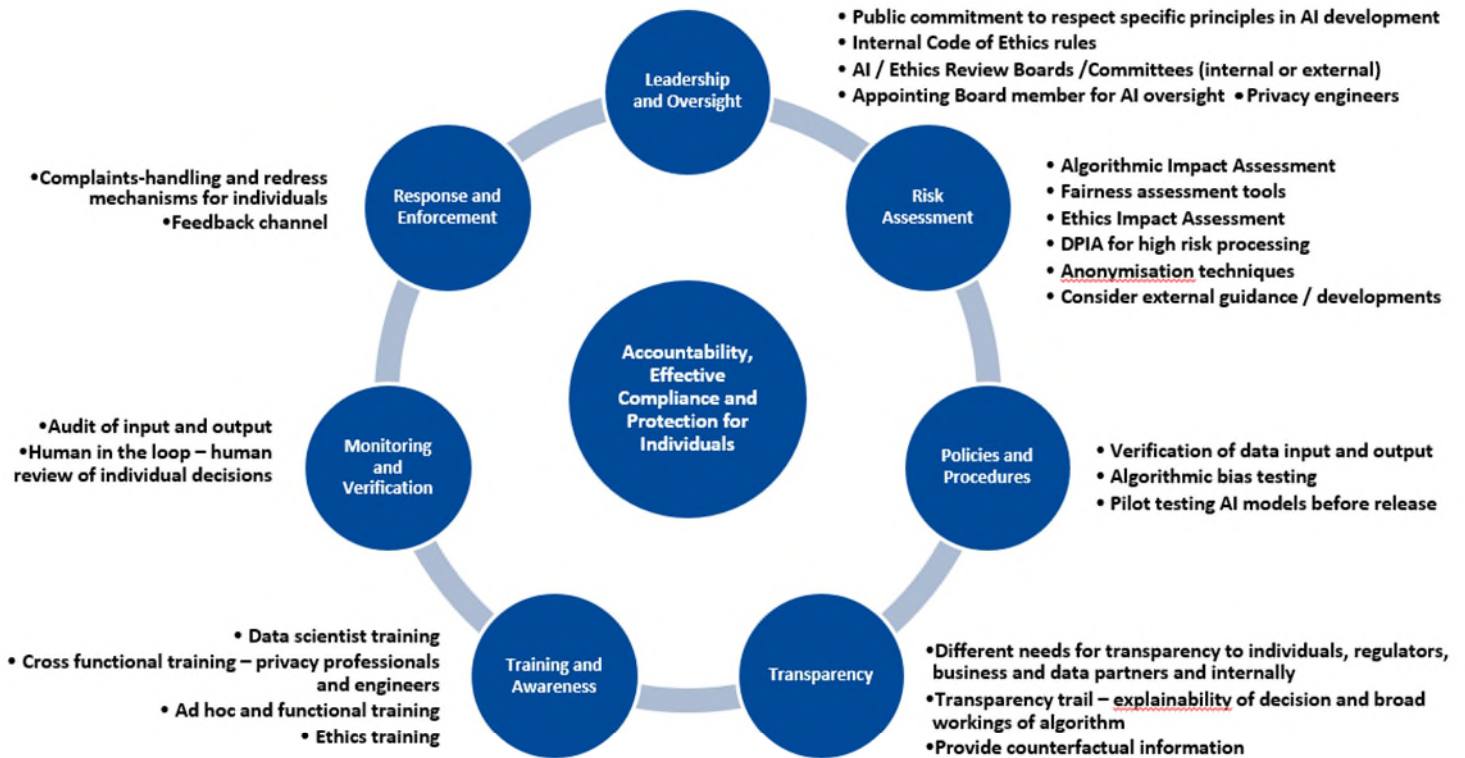 • Public commitment to respect specific principles in AI development
• Internal Code of Ethics rules
• AI / Ethics Review Boards /Committees (internal or external)
• Appointing Board member for AI oversight • Privacy engineers
Leadership
and Oversight
Risk
Assessment
• Algorithmic Impact Assessment
• Fairness assessment tools
• Ethics Impact Assessment
• DPIA for high risk processing
• Anonymisation techniques
• Consider external guidance / developments
Policies and
Procedures
• Verification of data input and output
• Algorithmic bias testing
• Pilot testing AI models before release
Transparency
•Different needs for transparency to individuals, regulators,
business and data partners and internally
•Transparency trail – explainability of decision and broad
workings of algorithm
•Provide counterfactual information
Training and
Awareness
• Data scientist training
• Cross functional training – privacy professionals
and engineers
• Ad hoc and functional training
• Ethics training
Monitoring
and
Verification
•Audit of input and output
•Human in the loop – human
review of individual decisions
Response and
Enforcement
•Complaints-handling and redress
mechanisms for individuals
•Feedback channel
Accountability,
Effective
Compliance and
Protection for
Individuals